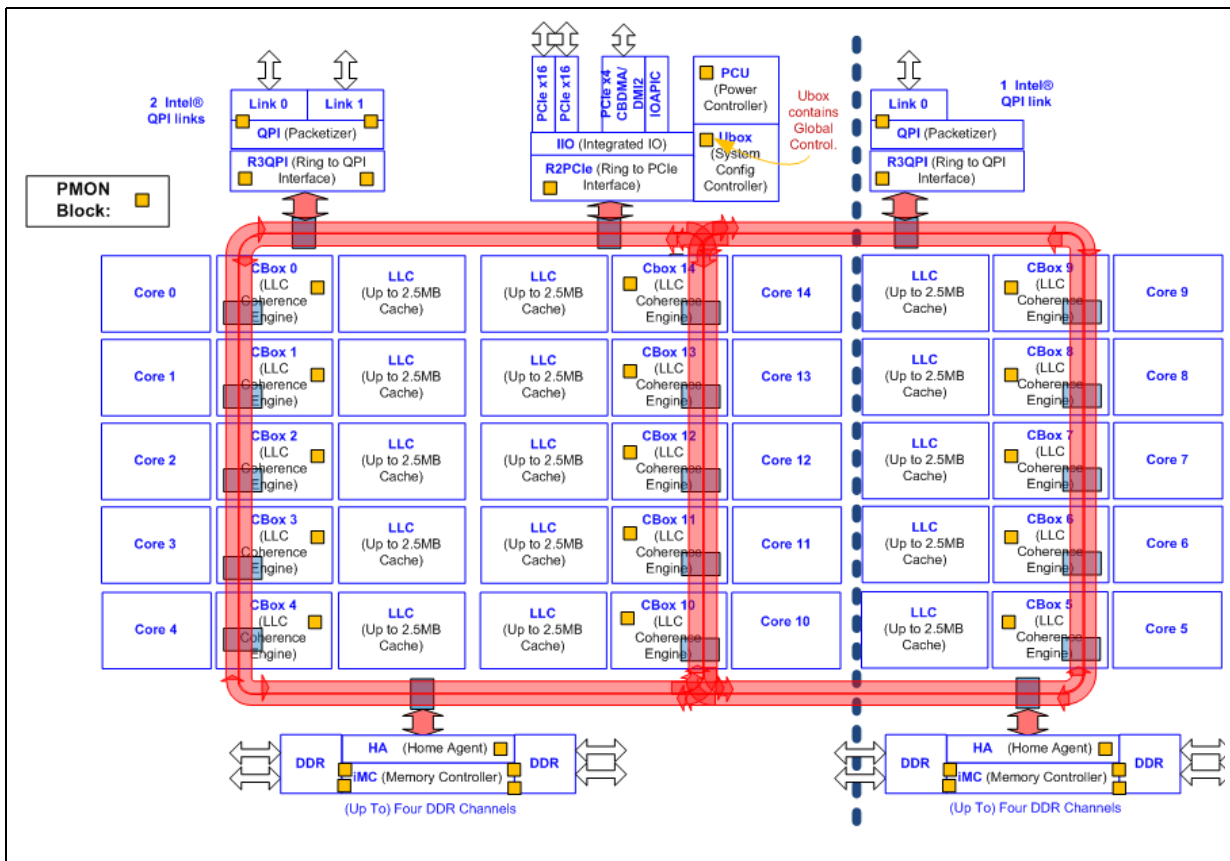 2 Intel®
QPI links
Link 0
Link 1
QPI (Packetizer)
R3QPI (Ring to QPI
Interface)
PCIe x16
PCIe x16
PCIe x4
CBDMA/
DMI2
IOAPIC
IIO (Integrated IO)
R2PCIe (Ring to PCIe
Interface)
PCU
(Power
Controller)
Ubox
(System
Config
Controller)
Ubox
contains
Global
Control.
1 Intel®
QPI link
Link 0
QPI (Packetizer)
R3QPI (Ring to QPI
Interface)
PMON
Block:
Core 0
CBox 0
(LLC
Coherence
Engine)
LLC
(Up to 2.5MB
Cache)
LLC
(Up to 2.5MB
Cache)
Cbox 14
(LLC
Coherence
Engine)
Core 14
LLC
(Up to 2.5MB
Cache)
CBox 9
(LLC
Coherence
Engine)
Core 9
Core 1
CBox 1
(LLC
Coherence
Engine)
LLC
(Up to 2.5MB
Cache)
LLC
(Up to 2.5MB
Cache)
CBox 13
(LLC
Coherence
Engine)
Core 13
LLC
(Up to 2.5MB
Cache)
CBox 8
(LLC
Coherence
Engine)
Core 8
Core 2
CBox 2
(LLC
Coherence
Engine)
LLC
(Up to 2.5MB
Cache)
LLC
(Up to 2.5MB
Cache)
CBox 12
(LLC
Coherence
Engine)
Core 12
LLC
(Up to 2.5MB
Cache)
CBox 7
(LLC
Coherence
Engine)
Core 7
Core 3
CBox 3
(LLC
Coherence
Engine)
LLC
(Up to 2.5MB
Cache)
LLC
(Up to 2.5MB
Cache)
CBox 11
(LLC
Coherence
Engine)
Core 11
LLC
(Up to 2.5MB
Cache)
CBox 6
(LLC
Coherence
Engine)
Core 6
Core 4
CBox 4
(LLC
Coherence
Engine)
LLC
(Up to 2.5MB
Cache)
LLC
(Up to 2.5MB
Cache)
CBox 10
(LLC
Coherence
Engine)
Core 10
LLC
(Up to 2.5MB
Cache)
CBox 5
(LLC
Coherence
Engine)
Core 5
DDR
HA (Home Agent)
iMC (Memory Controller)
DDR
(Up To) Four DDR Channels
DDR
HA (Home Agent)
iMC (Memory Controller)
DDR
(Up To) Four DDR Channels